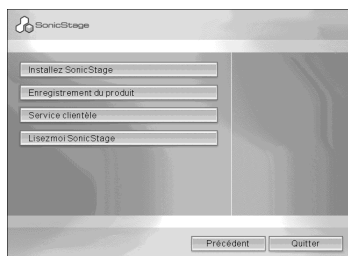 SonicStage
Installez SonicStage
Enregistrement du produit
Service clientèle
Lisezmoi SonicStage
Précédent Quitter